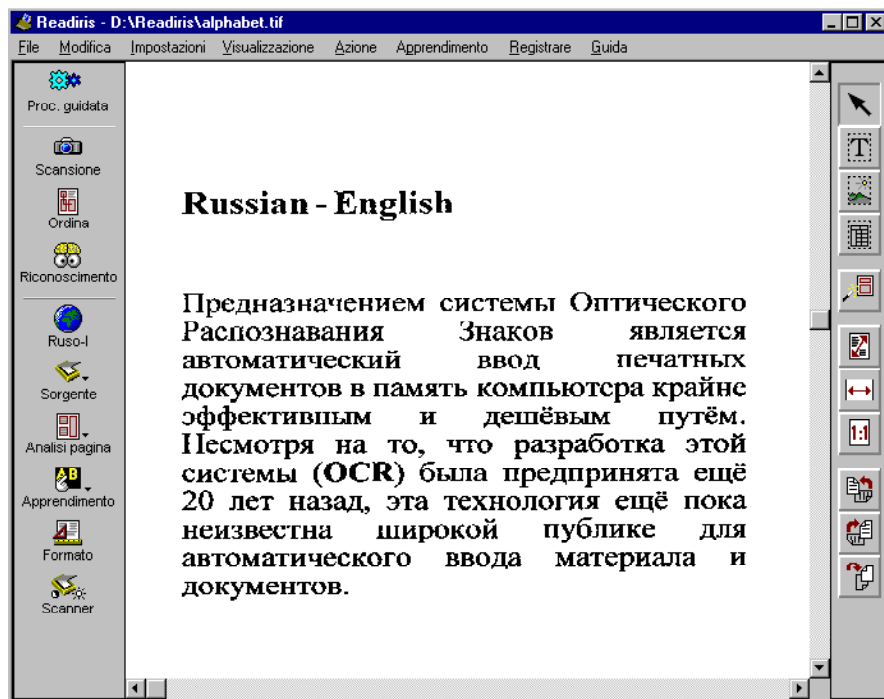 Readiris - D:\Readiris\alphabet.tif
File Modifica Impostazioni Visualizzazione Azione Apprendimento Registrare Guida
Proc. guidata
Scansione
Ordina
Riconoscimento
Ruso-I
Sorgente
Analisi pagina
Apprendimento
Formato
Scanner
Russian - English
Предназначением системы Оптического
Распознавания Знаков является
автоматический ввод печатных
документов в память компьютера крайне
эффективным и дешёвым путём.
Несмотря на то, что разработка этой
системы (OCR) была предпринята ещё
20 лет назад, эта технология ещё пока
неизвестна широкой публике для
автоматического ввода материала и
документов.
T
1:1